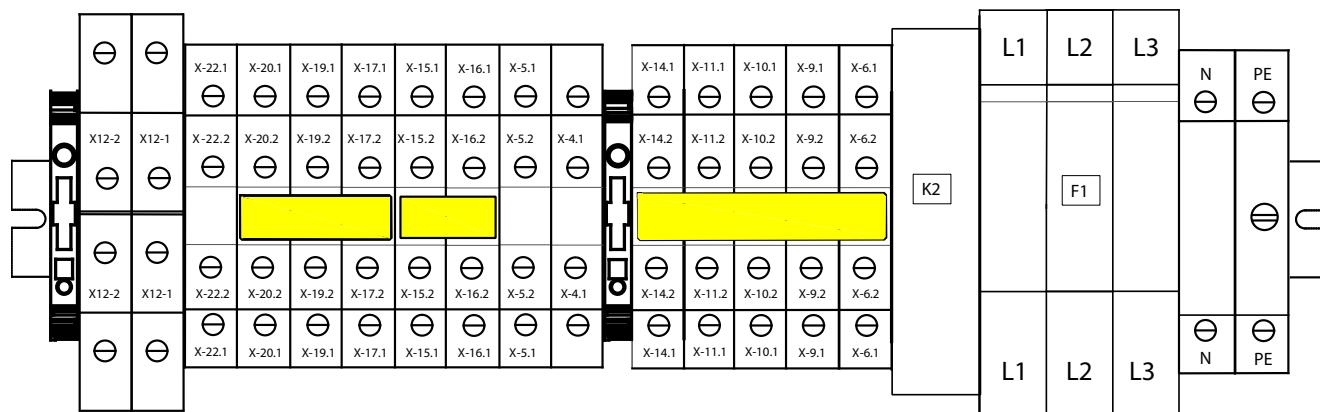 L1 L2 L3
X-22.1 X-20.1 X-19.1 X-17.1 X-15.1 X-16.1 X-5.1 X-14.1 X-11.1 X-10.1 X-9.1 X-6.1 N PE
X12-2 X12-1 X-22.2 X-20.2 X-19.2 X-17.2 X-15.2 X-16.2 X-5.2 X-4.1 X-14.2 X-11.2 X-10.2 X-9.2 X-6.2
K2 F1
X12-2 X12-1 X-22.2 X-20.2 X-19.2 X-17.2 X-15.2 X-16.2 X-5.2 X-4.1 X-14.2 X-11.2 X-10.2 X-9.2 X-6.2
X-22.1 X-20.1 X-19.1 X-17.1 X-15.1 X-16.1 X-5.1 X-14.1 X-11.1 X-10.1 X-9.1 X-6.1 N PE
L1 L2 L3